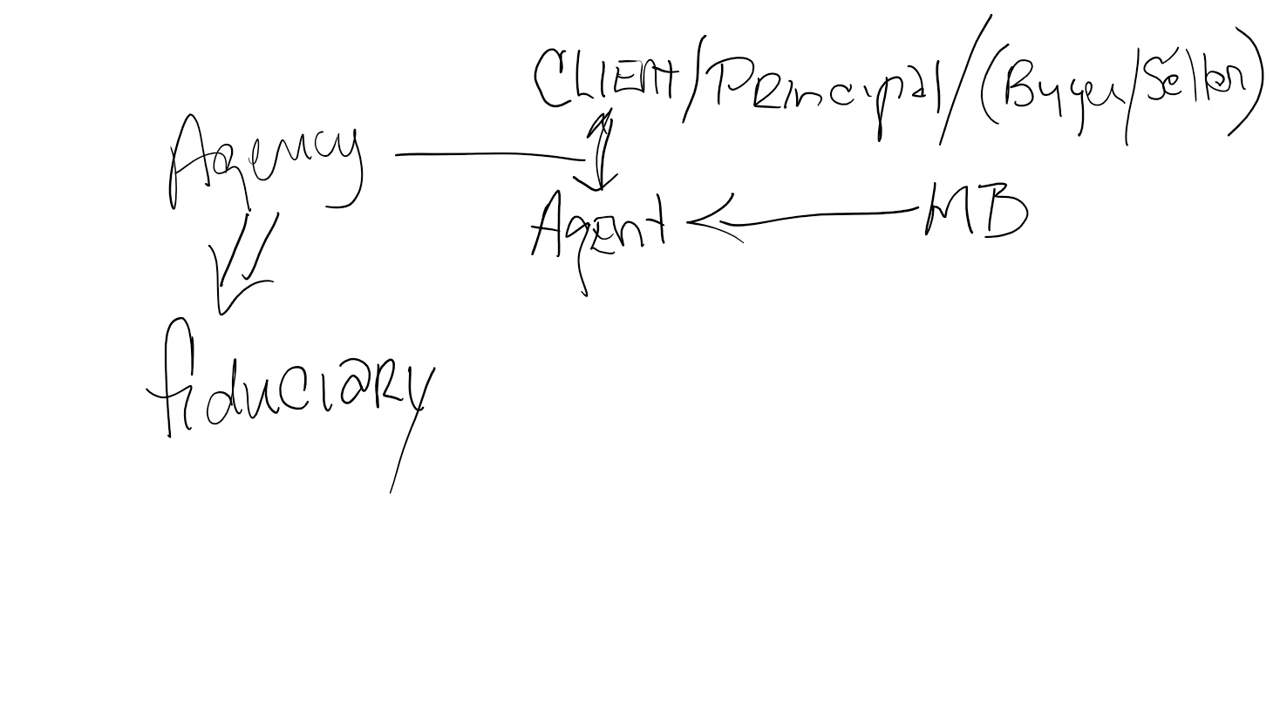 CLIENT/Principal/(Buyer/Seller)
Agency
Agent
MB
fiduciary